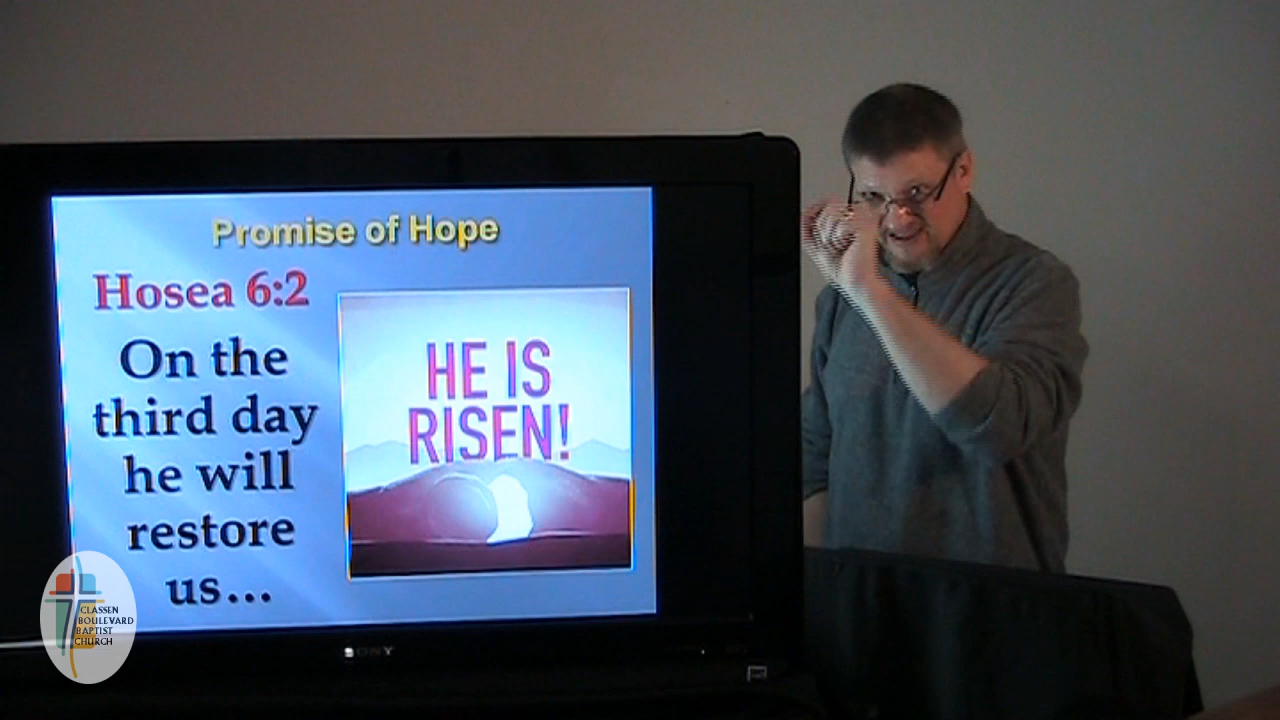 Promise of Hope
Hosea 6:2
On the
third day
he will
restore
us...
HE IS
RISEN!
CLASSEN
BOULEVARD
BAPTIST
CHURCH
SONY